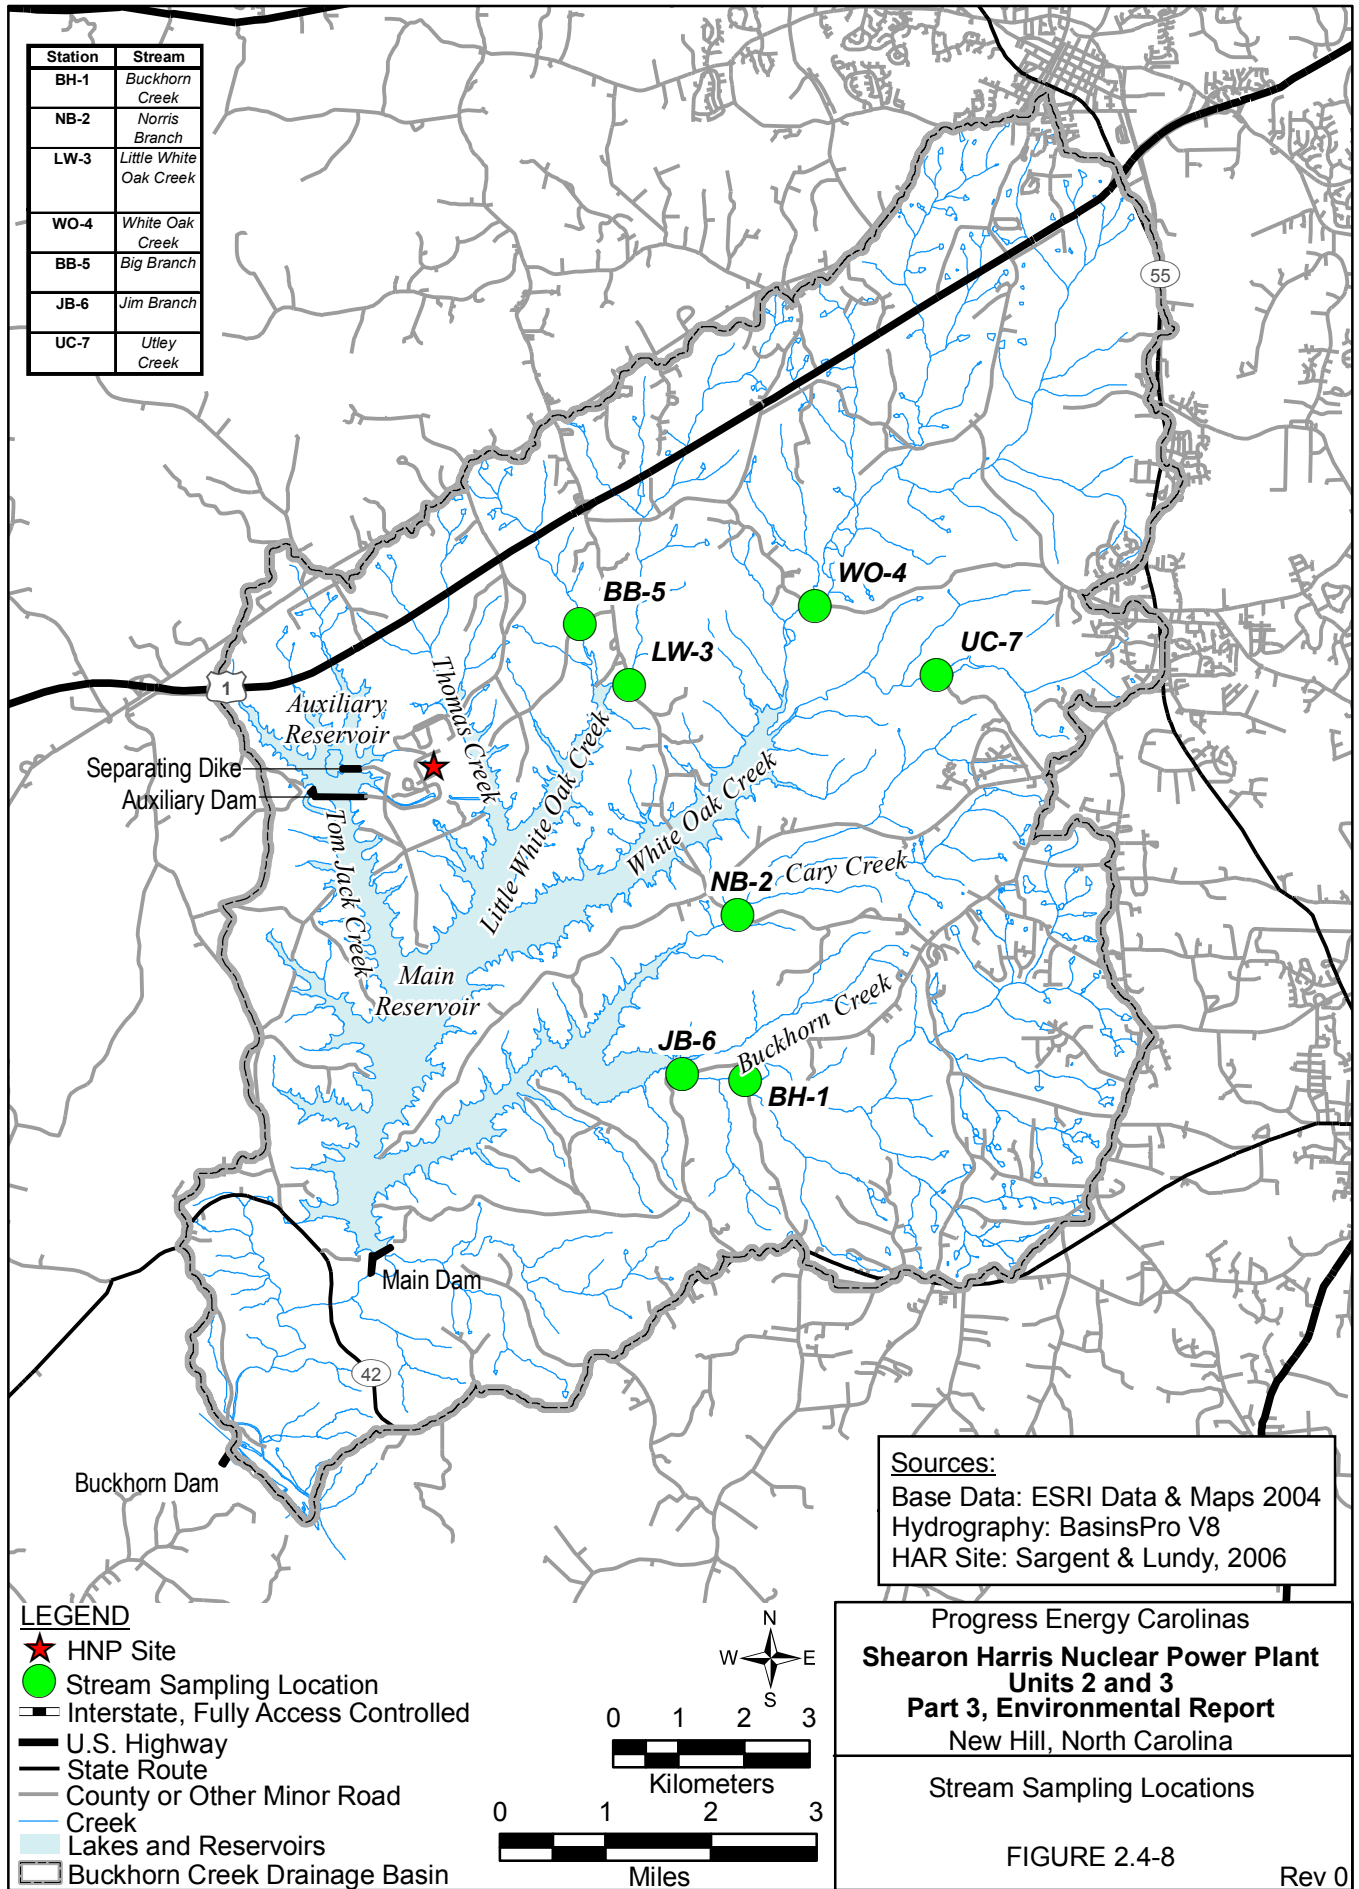 Station Stream
BH-1 Buckhorn
Creek
NB-2 Norris
Branch
LW-3 Little White
Oak Creek
WO-4 White Oak
Creek
BB-5 Big Branch
JB-6 Jim Branch
UC-7 Utley
Creek
55
WO-4
BB-5
UC-7
LW-3
Thomas Creek
1
Auxiliary
Reservoir
Separating Dike
Auxiliary Dam
Tom Jack Creek
Little White Oak Creek
White Oak Creek
NB-2
Cary Creek
Main
Reservoir
JB-6
Buckhorn Creek
BH-1
Main Dam
42
Buckhorn Dam
Sources:
Base Data: ESRI Data & Maps 2004
Hydrography: BasinsPro V8
HAR Site: Sargent & Lundy, 2006
LEGEND
HNP Site
Stream Sampling Location
Interstate, Fully Access Controlled
U.S. Highway
State Route
County or Other Minor Road
Creek
Lakes and Reservoirs
Buckhorn Creek Drainage Basin
N
W E
S
0 1 2 3
Kilometers
0 1 2 3
Miles
Progress Energy Carolinas
Shearon Harris Nuclear Power Plant
Units 2 and 3
Part 3, Environmental Report
New Hill, North Carolina
Stream Sampling Locations
FIGURE 2.4-8
Rev 0